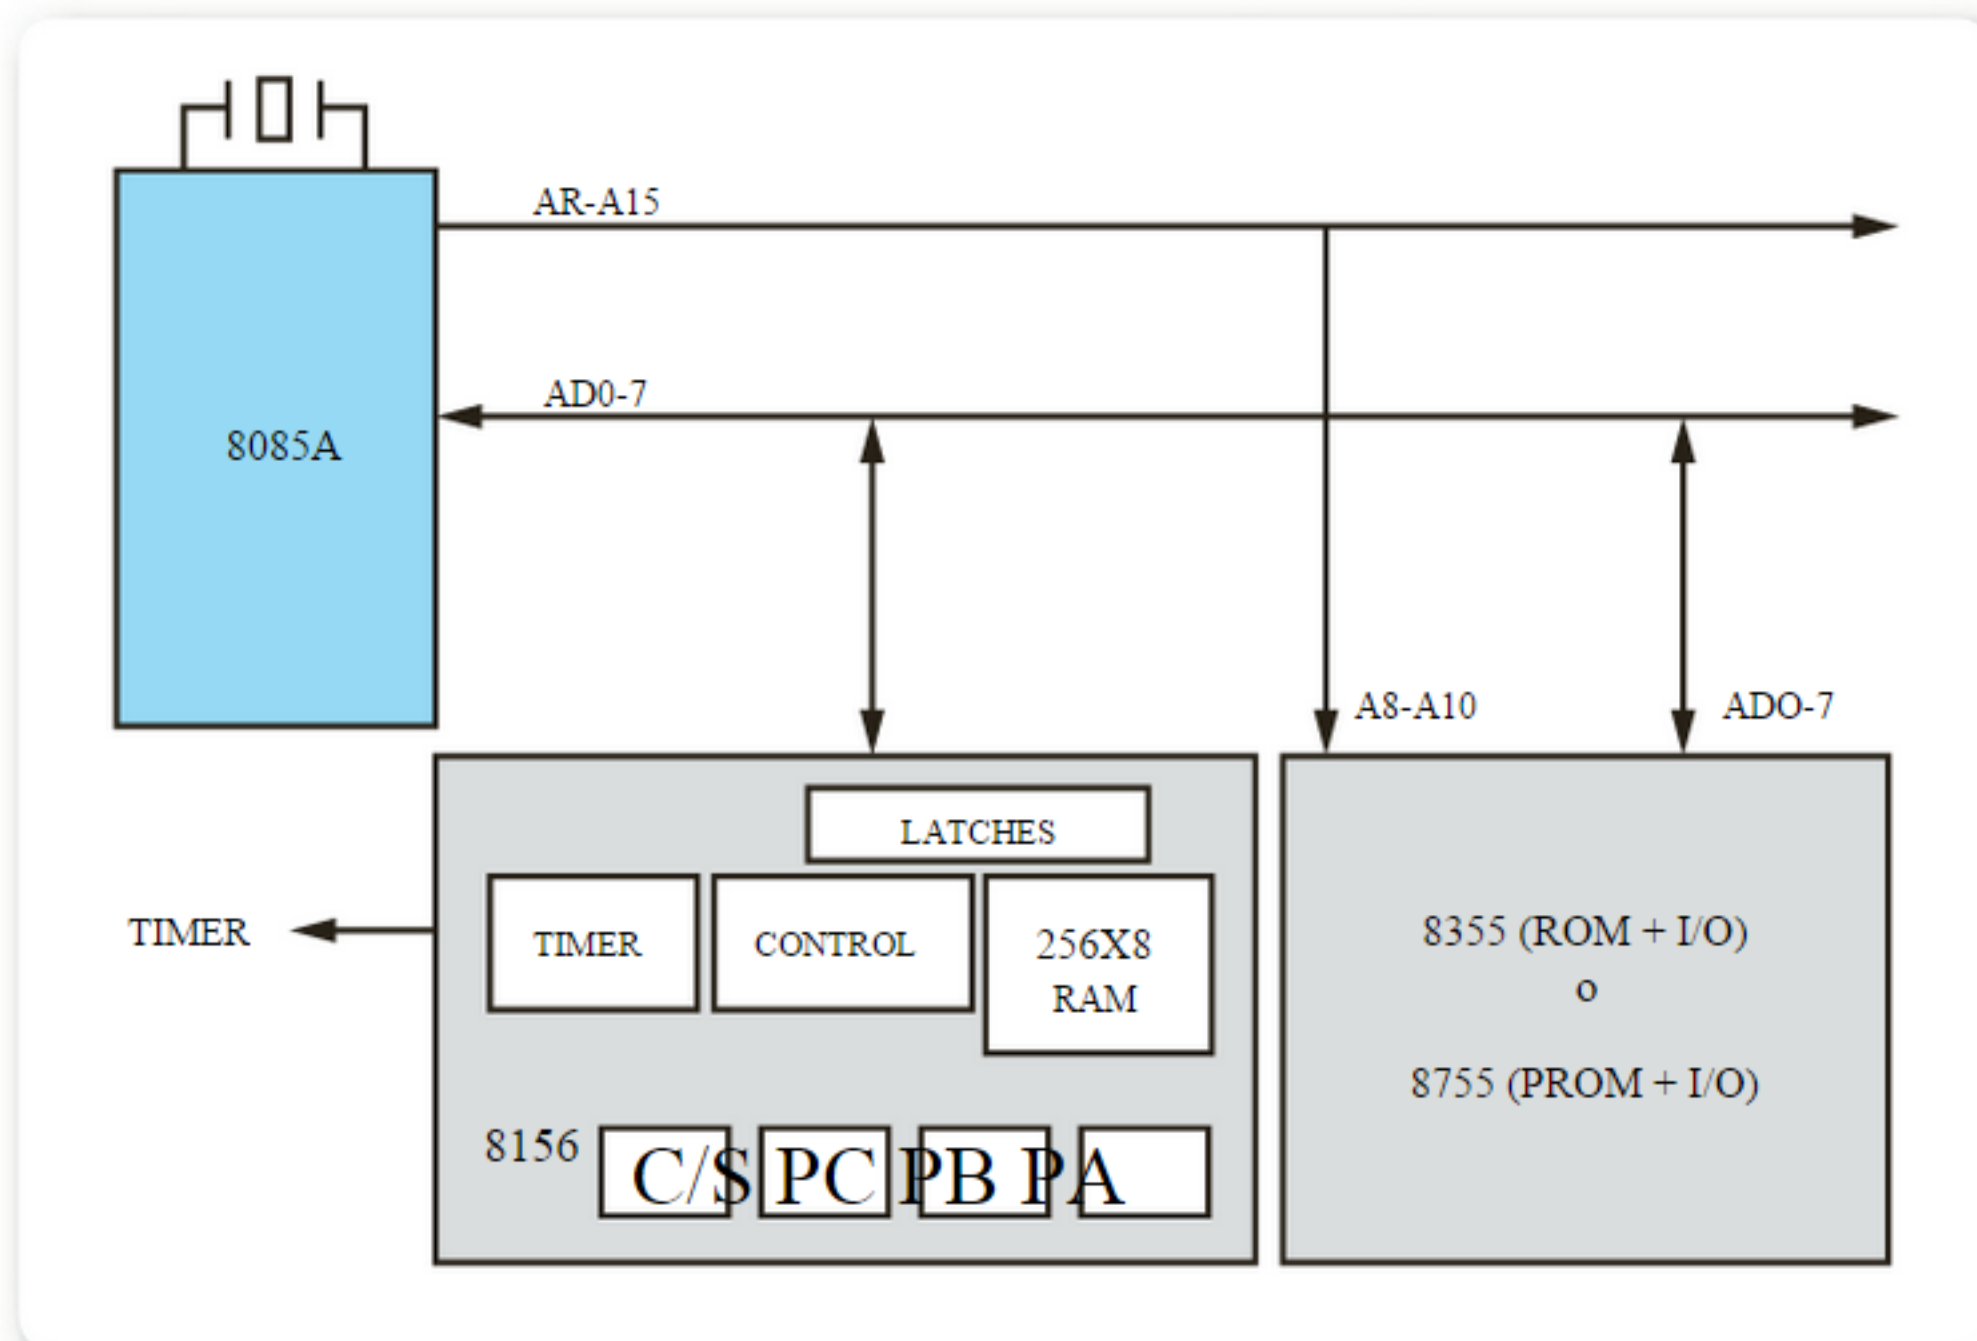 AR-A15
AD0-7
8085A
A8-A10
ADO-7
LATCHES
TIMER
TIMER
CONTROL
256X8
RAM
8355 (ROM + I/O)
o
8755 (PROM + I/O)
8156
C/S PC PB PA